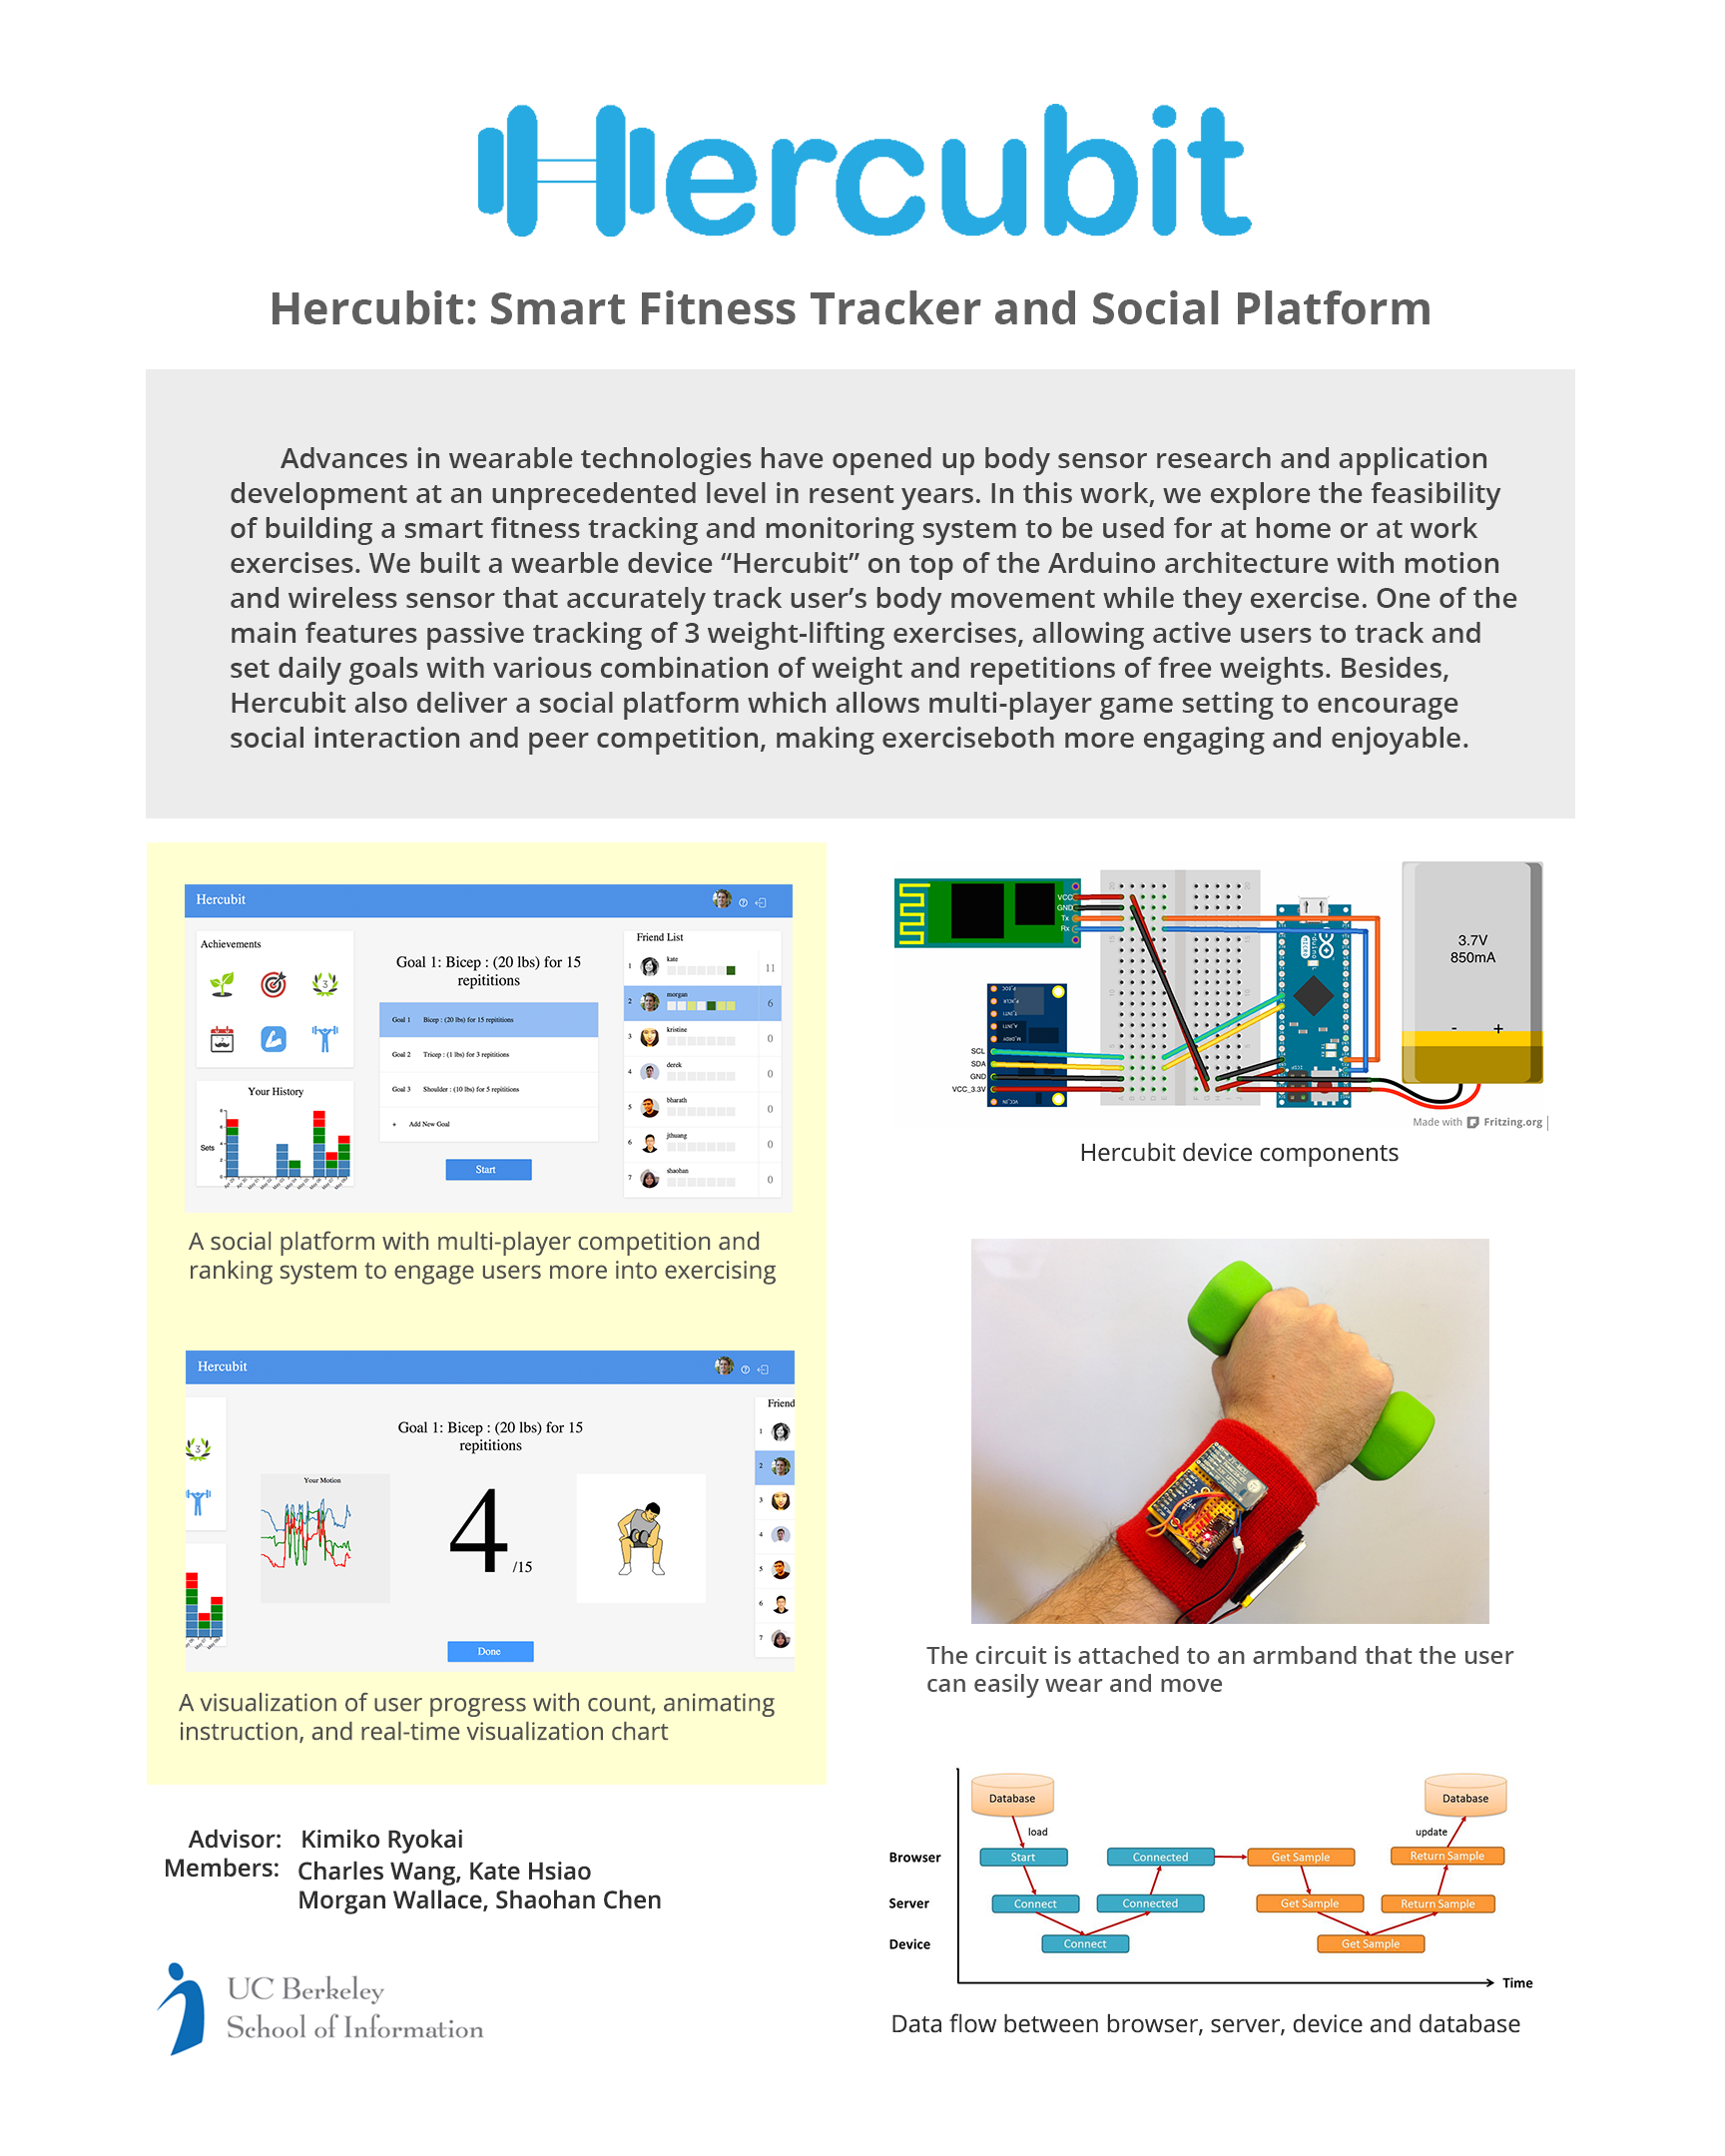 Hercubit
Hercubit: Smart Fitness Tracker and Social Platform
Advances in wearable technologies have opened up body sensor research and application
development at an unprecedented level in resent years. In this work, we explore the feasibility
of building a smart fitness tracking and monitoring system to be used for at home or at work
exercises. We built a wearble device “Hercubit” on top of the Arduino architecture with motion
and wireless sensor that accurately track user’s body movement while they exercise. One of the
main features passive tracking of 3 weight-lifting exercises, allowing active users to track and
set daily goals with various combination of weight and repetitions of free weights. Besides,
Hercubit also deliver a social platform which allows multi-player game setting to encourage
social interaction and peer competition, making exerciseboth more engaging and enjoyable.
Hercubit
Achievements
3
7
Your History
Sets
8
6
4
2
0
Goal 1: Bicep : (20 lbs) for 15
repititions
Goal 1 Bicep : (20 lbs) for 15 repititions
Goal 2 Tricep : (1 lbs) for 3 repititions
Goal 3 Shoulder : (10 lbs) for 5 repititions
+ Add New Goal
Start
Friend List
1 kate 11
2 morgan 6
3 kristine 0
4 derek 0
5 bharath 0
6 jthuang 0
7 shaohan 0
A social platform with multi-player competition and
ranking system to engage users more into exercising
Hercubit
3
Goal 1: Bicep : (20 lbs) for 15
repititions
Your Motion
4 /15
Done
Friend
1
2
3
4
5
6
7
A visualization of user progress with count, animating
instruction, and real-time visualization chart
Advisor: Kimiko Ryokai
Members: Charles Wang, Kate Hsiao
Morgan Wallace, Shaohan Chen
UC Berkeley
School of Information
VCC
GND
Tx
Rx
SCL
SDA
GND
VCC_3.3V
VCC_IN
3.7V
850mA
- +
Made with Fritzing.org
Hercubit device components
The circuit is attached to an armband that the user
can easily wear and move
Database
Database
load
update
Browser Start Connected Get Sample Return Sample
Server Connect Connected Get Sample Return Sample
Device Connect Get Sample
Time
Data flow between browser, server, device and database